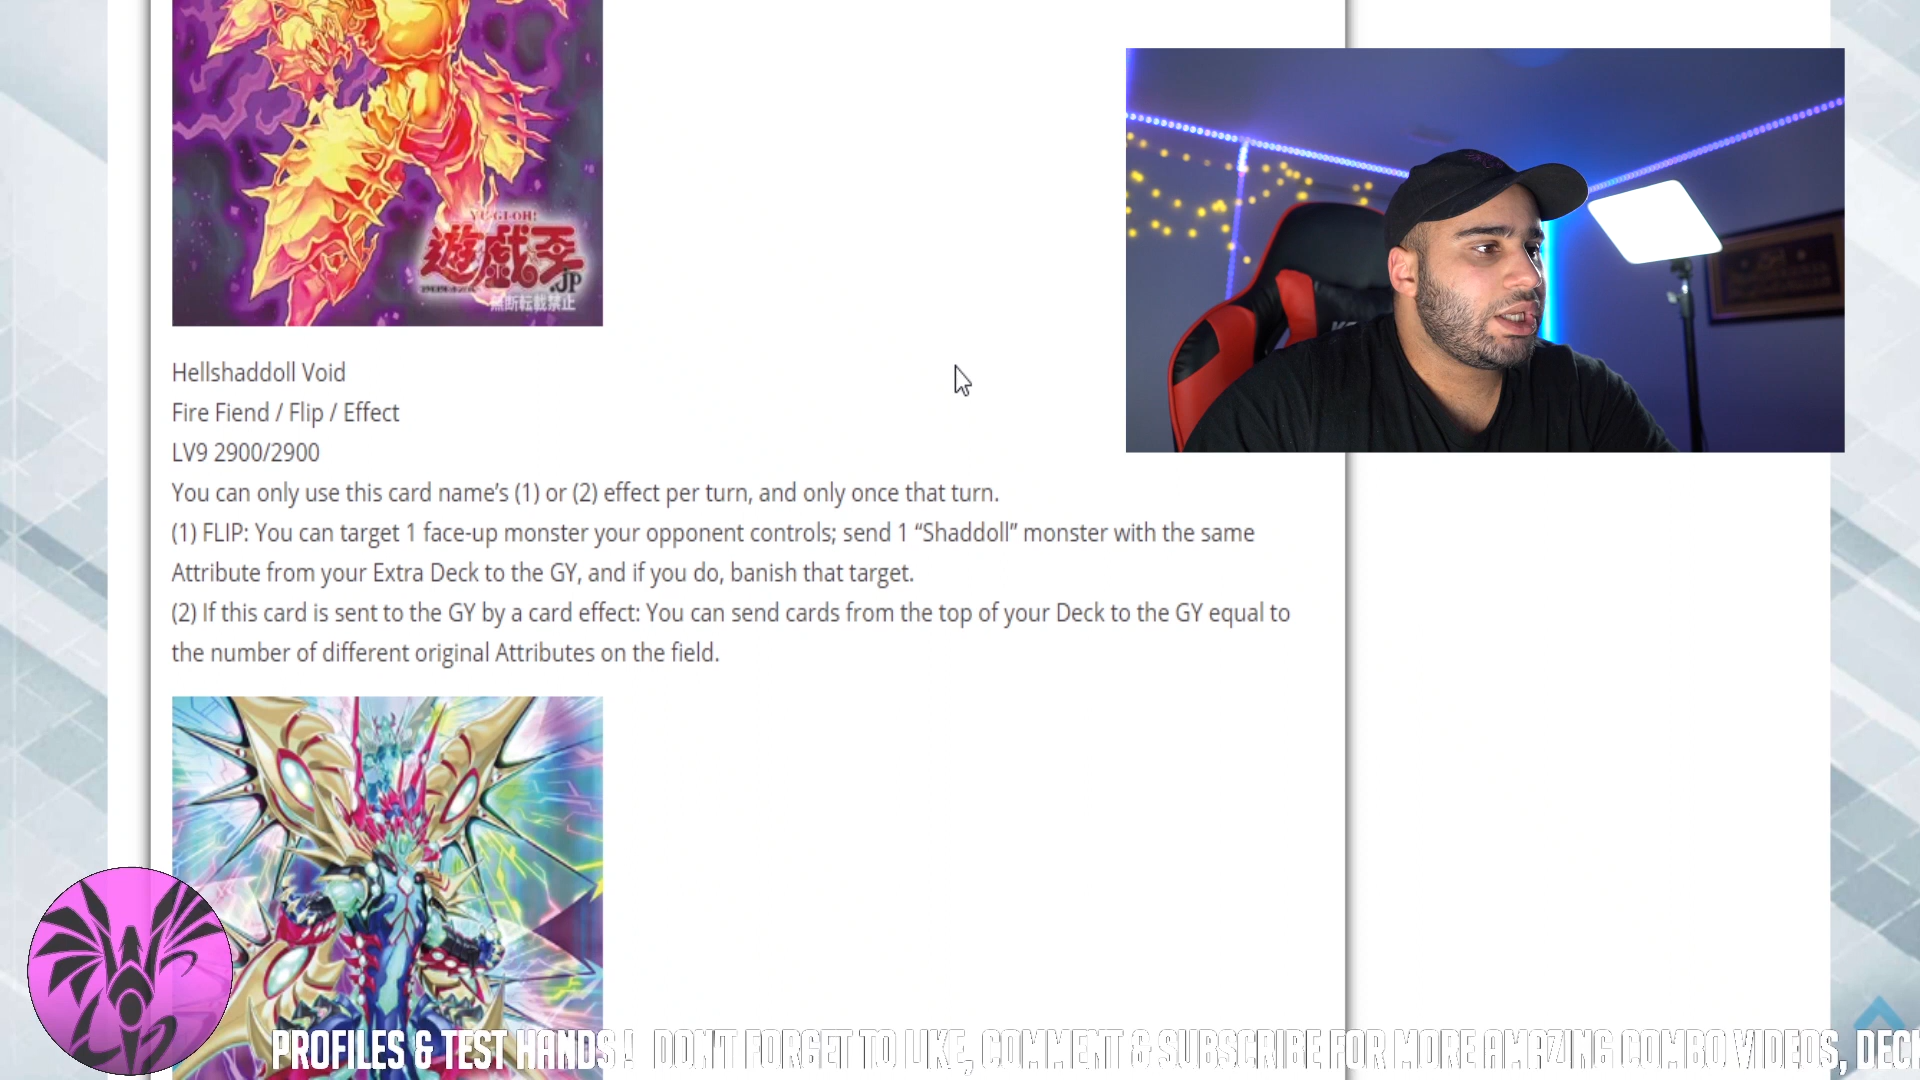 YU-GI-OH!
遊戯王.jp
無断転載禁止
Hellshaddoll Void
Fire Fiend / Flip / Effect
LV9 2900/2900
You can only use this card name’s (1) or (2) effect per turn, and only once that turn.
(1) FLIP: You can target 1 face-up monster your opponent controls; send 1 “Shaddoll” monster with the same
Attribute from your Extra Deck to the GY, and if you do, banish that target.
(2) If this card is sent to the GY by a card effect: You can send cards from the top of your Deck to the GY equal to
the number of different original Attributes on the field.
PROFILES & TEST HANDS ! DON'T FORGET TO LIKE, COMMENT & SUBSCRIBE FOR MORE AMAZING COMBO VIDEOS, DEC